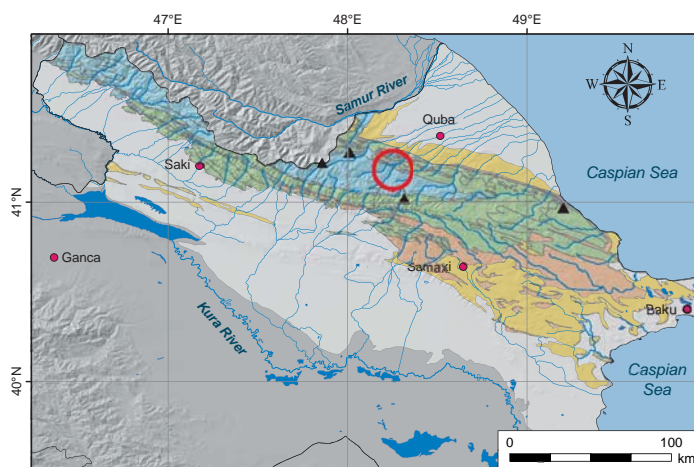 47°E
48°E
49°E
N
W
E
S
Samur River
Quba
Saki
Caspian Sea
41°N
Ganca
Samaxi
Kura River
Baku
Caspian
Sea
40°N
0
100
km